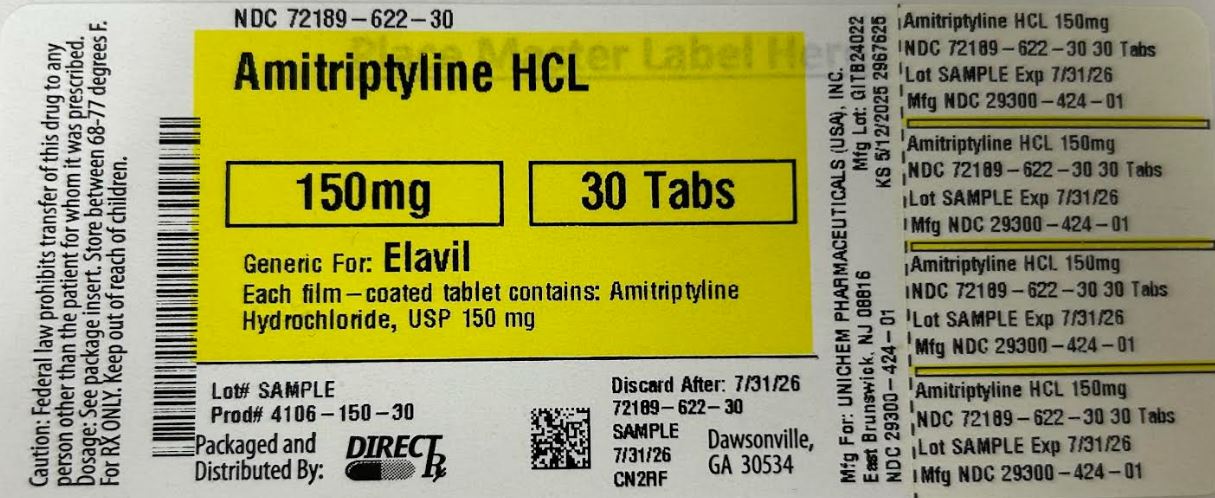 Caution: Federal law prohibits transfer of this drug to any
person other than the patient for whom it was prescribed.
Dosage: See package insert. Store between 68-77 degrees F.
For RX ONLY. Keep out of reach of children.
NDC 72189-622-30
Place Master Label Here
Amitriptyline HCL
150mg
30 Tabs
Generic For: Elavil
Each film-coated tablet contains: Amitriptyline
Hydrochloride, USP 150 mg
Lot# SAMPLE
Prod# 4106-150-30
Packaged and
Distributed By:
DIRECT Rx
Discard After: 7/31/26
72189-622-30
SAMPLE
7/31/26
CN2RF
Dawsonville,
GA 30534
Mfg For: UNICHEM PHARMACEUTICALS (USA), INC.
East Brunswick, NJ 08816
NDC 29300-424-01
Mfg Lot: GITB24022
KS 5/12/2025 2967625
Amitriptyline HCL 150mg
NDC 72189-622-30 30 Tabs
Lot SAMPLE Exp 7/31/26
Mfg NDC 29300-424-01
Amitriptyline HCL 150mg
NDC 72189-622-30 30 Tabs
Lot SAMPLE Exp 7/31/26
Mfg NDC 29300-424-01
Amitriptyline HCL 150mg
NDC 72189-622-30 30 Tabs
Lot SAMPLE Exp 7/31/26
Mfg NDC 29300-424-01
Amitriptyline HCL 150mg
NDC 72189-622-30 30 Tabs
Lot SAMPLE Exp 7/31/26
Mfg NDC 29300-424-01